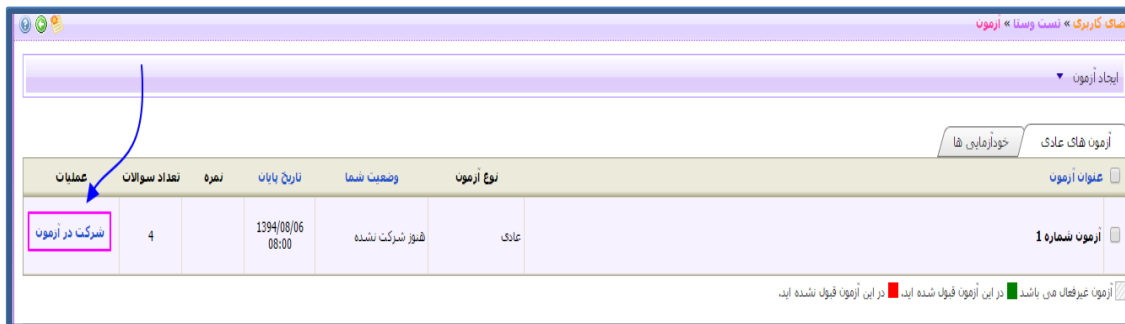 ضای کاربری » تست وستا » آزمون
ایجاد آزمون
آزمون های عادی خودآزمایی ها
عنوان آزمون نوع آزمون وضعیت شما تاریخ پایان نمره تعداد سوالات عملیات
آزمون شماره 1 عادی هنوز شرکت نشده 1394/08/06 4 شرکت در آزمون
08:00
آزمون غیرفعال می باشد در این آزمون قبول شده اید. در این آزمون قبول نشده اید.